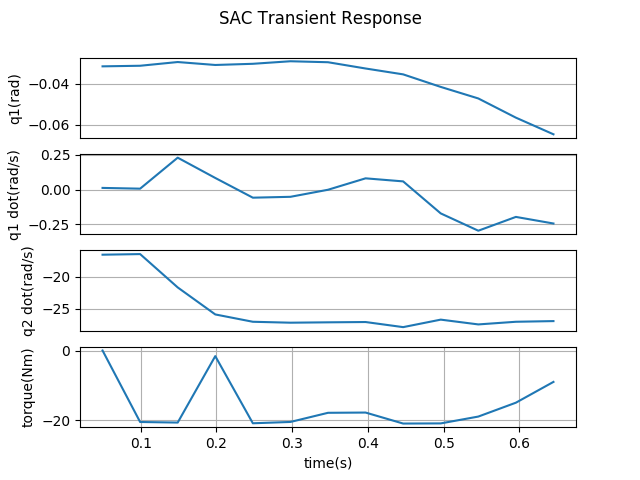 SAC Transient Response
q1(rad)
−0.04
−0.06
q1 dot(rad/s)
0.25
0.00
−0.25
q2 dot(rad/s)
−20
−25
torque(Nm)
0
−20
0.1 0.2 0.3 0.4 0.5 0.6
time(s)